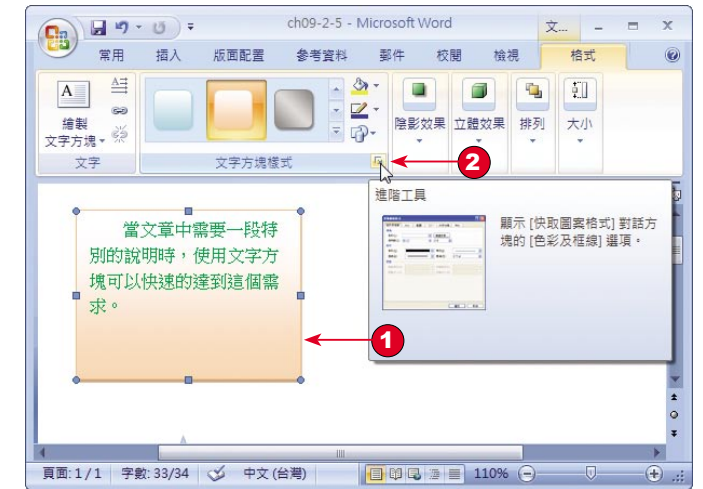 ch09-2-5 - Microsoft Word
文...
常用 插入 版面配置 參考資料 郵件 校閱 檢視 格式
A
繪製
文字方塊
陰影效果 立體效果 排列 大小
文字 文字方塊樣式
2
進階工具
顯示 [快取圖案格式] 對話方
塊的 [色彩及框線] 選項。
當文章中需要一段特
別的說明時，使用文字方
塊可以快速的達到這個需
求。
1
頁面: 1/1 字數: 33/34 中文 (台灣) 110%